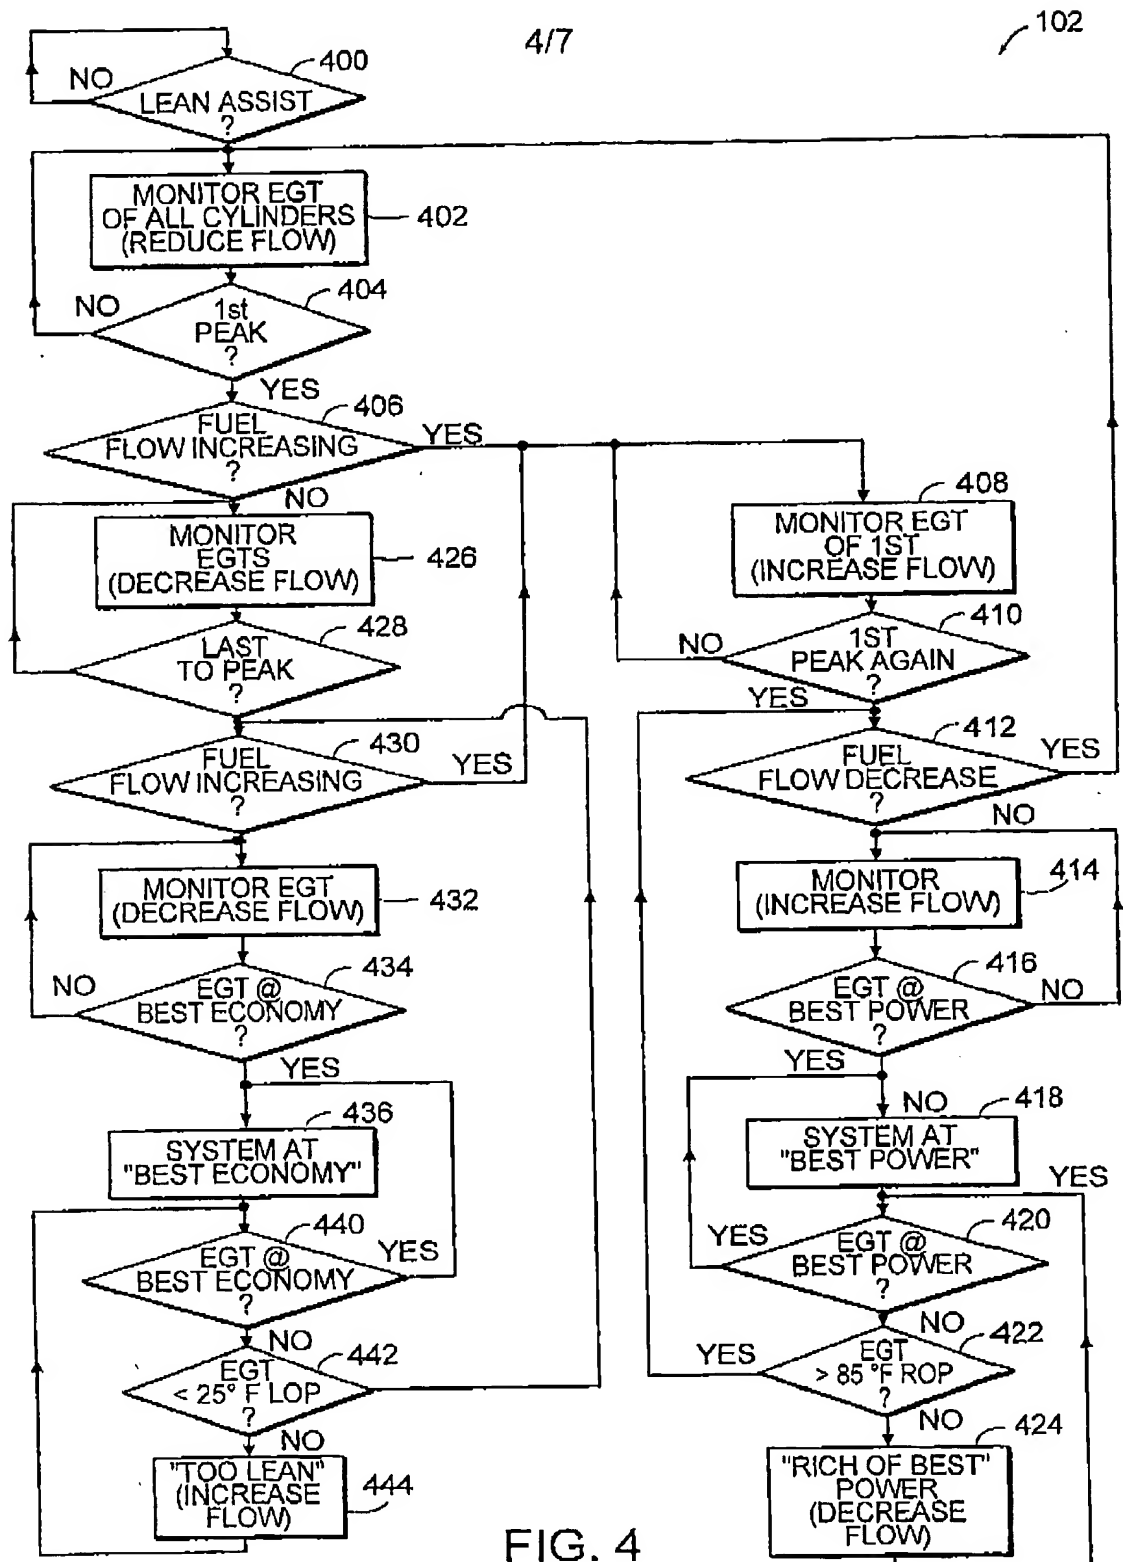 4/7
102
400
NO
LEAN ASSIST
?
MONITOR EGT
OF ALL CYLINDERS
(REDUCE FLOW)
402
404
NO
1st
PEAK
?
YES
406
FUEL
FLOW INCREASING
?
YES
NO
MONITOR
EGTS
(DECREASE FLOW)
426
428
LAST
TO PEAK
?
430
FUEL
FLOW INCREASING
?
YES
MONITOR EGT
(DECREASE FLOW)
432
434
NO
EGT @
BEST ECONOMY
?
YES
436
SYSTEM AT
"BEST ECONOMY"
440
EGT @
BEST ECONOMY
?
YES
NO
442
EGT
< 25° F LOP
?
NO
"TOO LEAN"
(INCREASE
FLOW)
444
408
MONITOR EGT
OF 1ST
(INCREASE FLOW)
410
NO
1ST
PEAK AGAIN
?
YES
412
FUEL
FLOW DECREASE
?
YES
NO
MONITOR
(INCREASE FLOW)
414
416
EGT @
BEST POWER
?
NO
YES
NO
418
SYSTEM AT
"BEST POWER"
YES
420
YES
EGT @
BEST POWER
?
NO
422
YES
EGT
> 85 °F ROP
?
NO
424
"RICH OF BEST"
POWER
(DECREASE
FLOW)
FIG. 4